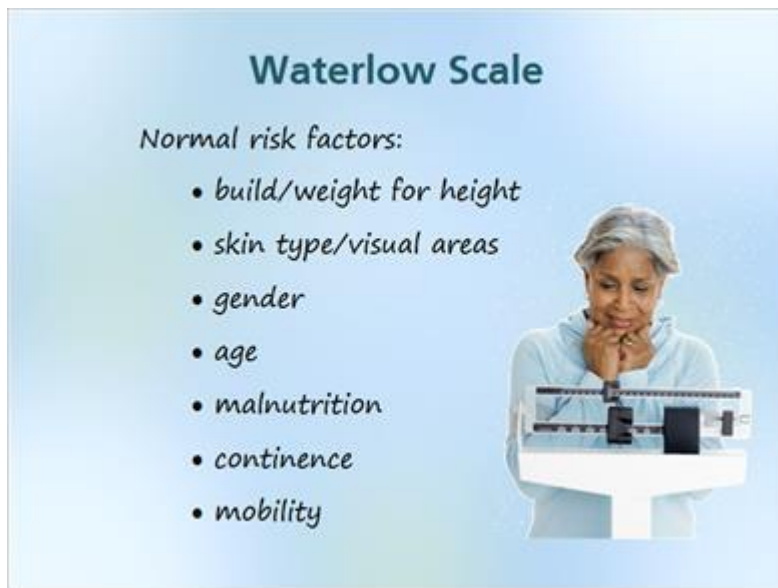 Waterlow Scale
Normal risk factors:
• build/weight for height
• skin type/visual areas
• gender
• age
• malnutrition
• continence
• mobility